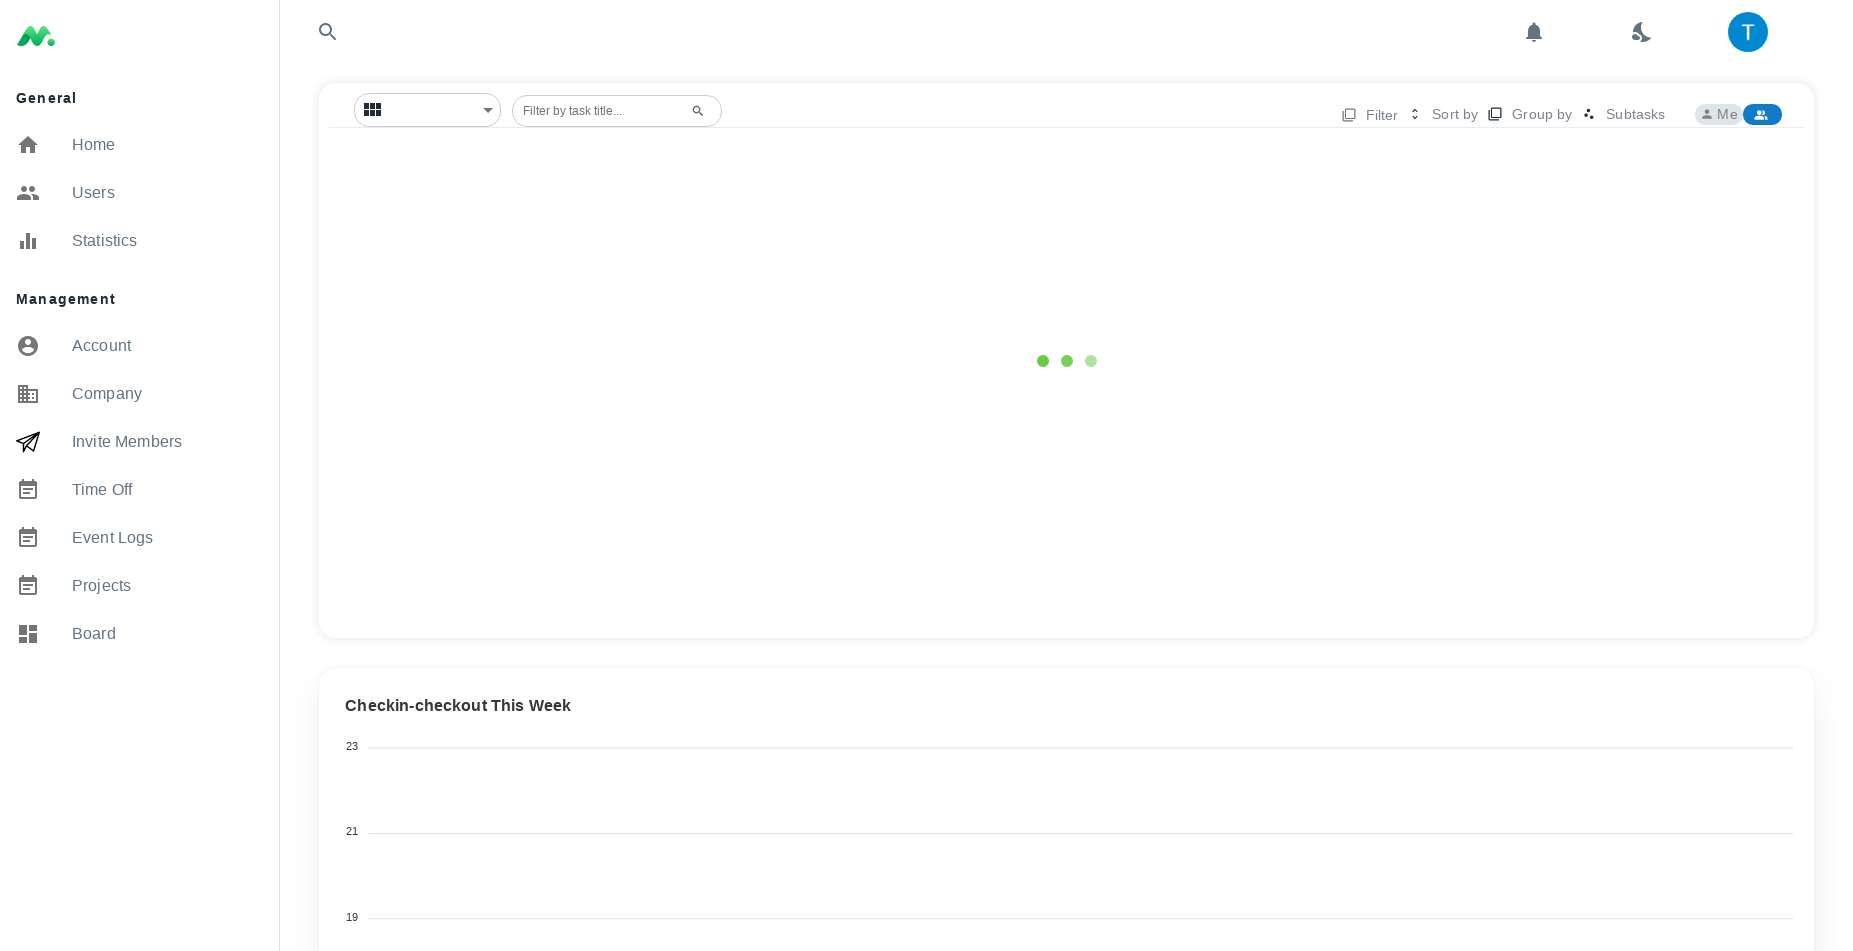 General
Home
Users
Statistics
Management
Account
Company
Invite Members
Time Off
Event Logs
Projects
Board
T
Filter by task title...
Filter
Sort by
Group by
Subtasks
Me
Checkin-checkout This Week
23
21
19